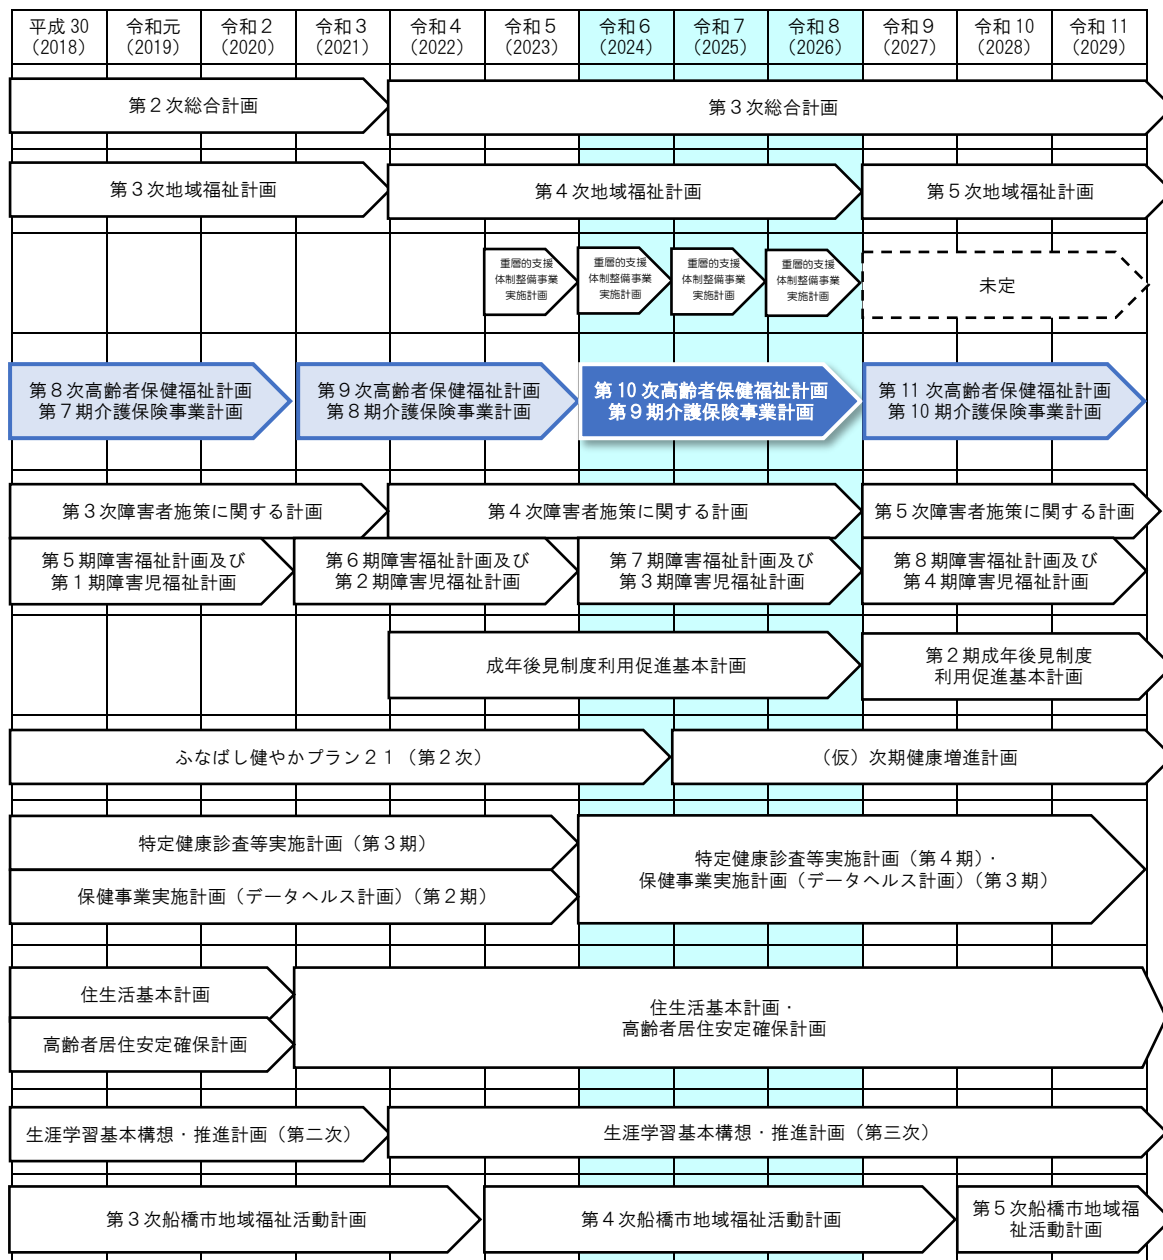 平成30 令和元 令和2 令和3 令和4 令和5 令和6 令和7 令和8 令和9 令和10 令和11
(2018) (2019) (2020) (2021) (2022) (2023) (2024) (2025) (2026) (2027) (2028) (2029)
第2次総合計画
第3次総合計画
第3次地域福祉計画
第4次地域福祉計画
第5次地域福祉計画
重層的支援
体制整備事業
実施計画
重層的支援
体制整備事業
実施計画
重層的支援
体制整備事業
実施計画
重層的支援
体制整備事業
実施計画
未定
第8次高齢者保健福祉計画
第7期介護保険事業計画
第9次高齢者保健福祉計画
第8期介護保険事業計画
第10次高齢者保健福祉計画
第9期介護保険事業計画
第11次高齢者保健福祉計画
第10期介護保険事業計画
第3次障害者施策に関する計画
第4次障害者施策に関する計画
第5次障害者施策に関する計画
第5期障害福祉計画及び
第1期障害児福祉計画
第6期障害福祉計画及び
第2期障害児福祉計画
第7期障害福祉計画及び
第3期障害児福祉計画
第8期障害福祉計画及び
第4期障害児福祉計画
成年後見制度利用促進基本計画
第2期成年後見制度
利用促進基本計画
ふなばし健やかプラン21（第2次）
（仮）次期健康増進計画
特定健康診査等実施計画（第3期）
保健事業実施計画（データヘルス計画）（第2期）
特定健康診査等実施計画（第4期）・
保健事業実施計画（データヘルス計画）（第3期）
住生活基本計画
高齢者居住安定確保計画
住生活基本計画・
高齢者居住安定確保計画
生涯学習基本構想・推進計画（第二次）
生涯学習基本構想・推進計画（第三次）
第3次船橋市地域福祉活動計画
第4次船橋市地域福祉活動計画
第5次船橋市地域福
祉活動計画